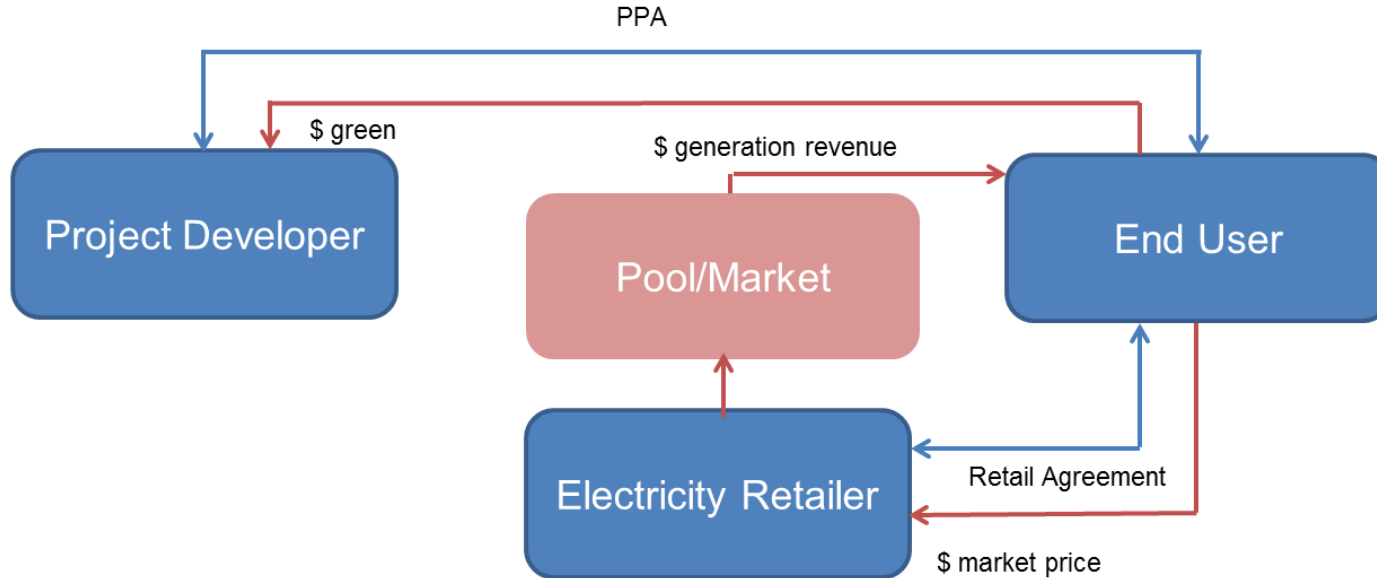 PPA
$ green
$ generation revenue
Project Developer
Pool/Market
End User
Electricity Retailer
Retail Agreement
$ market price